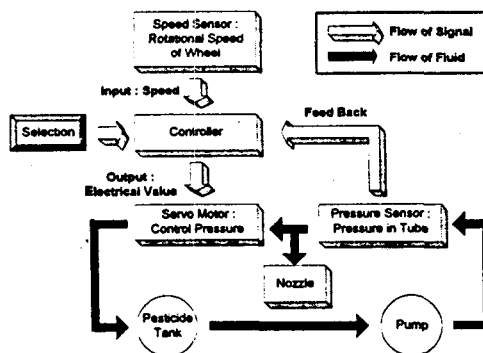 Speed Sensor :
Rotational Speed
of Wheel
Flow of Signal
Flow of Fluid
Input : Speed
Feed Back
Selection
Controller
Output :
Electrical Value
Servo Motor :
Control Pressure
Pressure Sensor :
Pressure in Tube
Nozzle
Pesticide
Tank
Pump